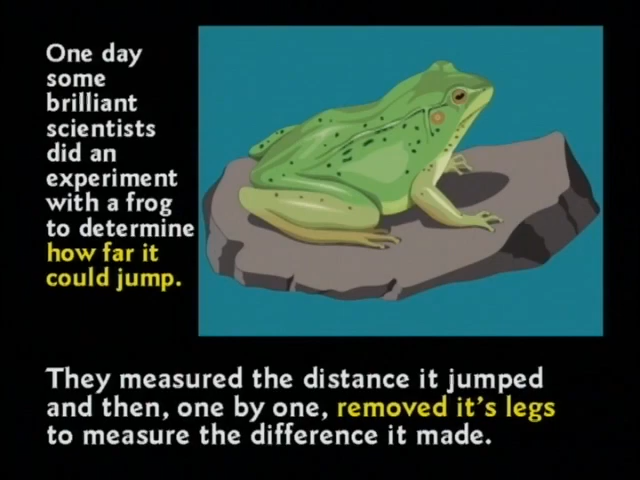 One day
some
brilliant
scientists
did an
experiment
with a frog
to determine
how far it
could jump.
They measured the distance it jumped
and then, one by one, removed it's legs
to measure the difference it made.